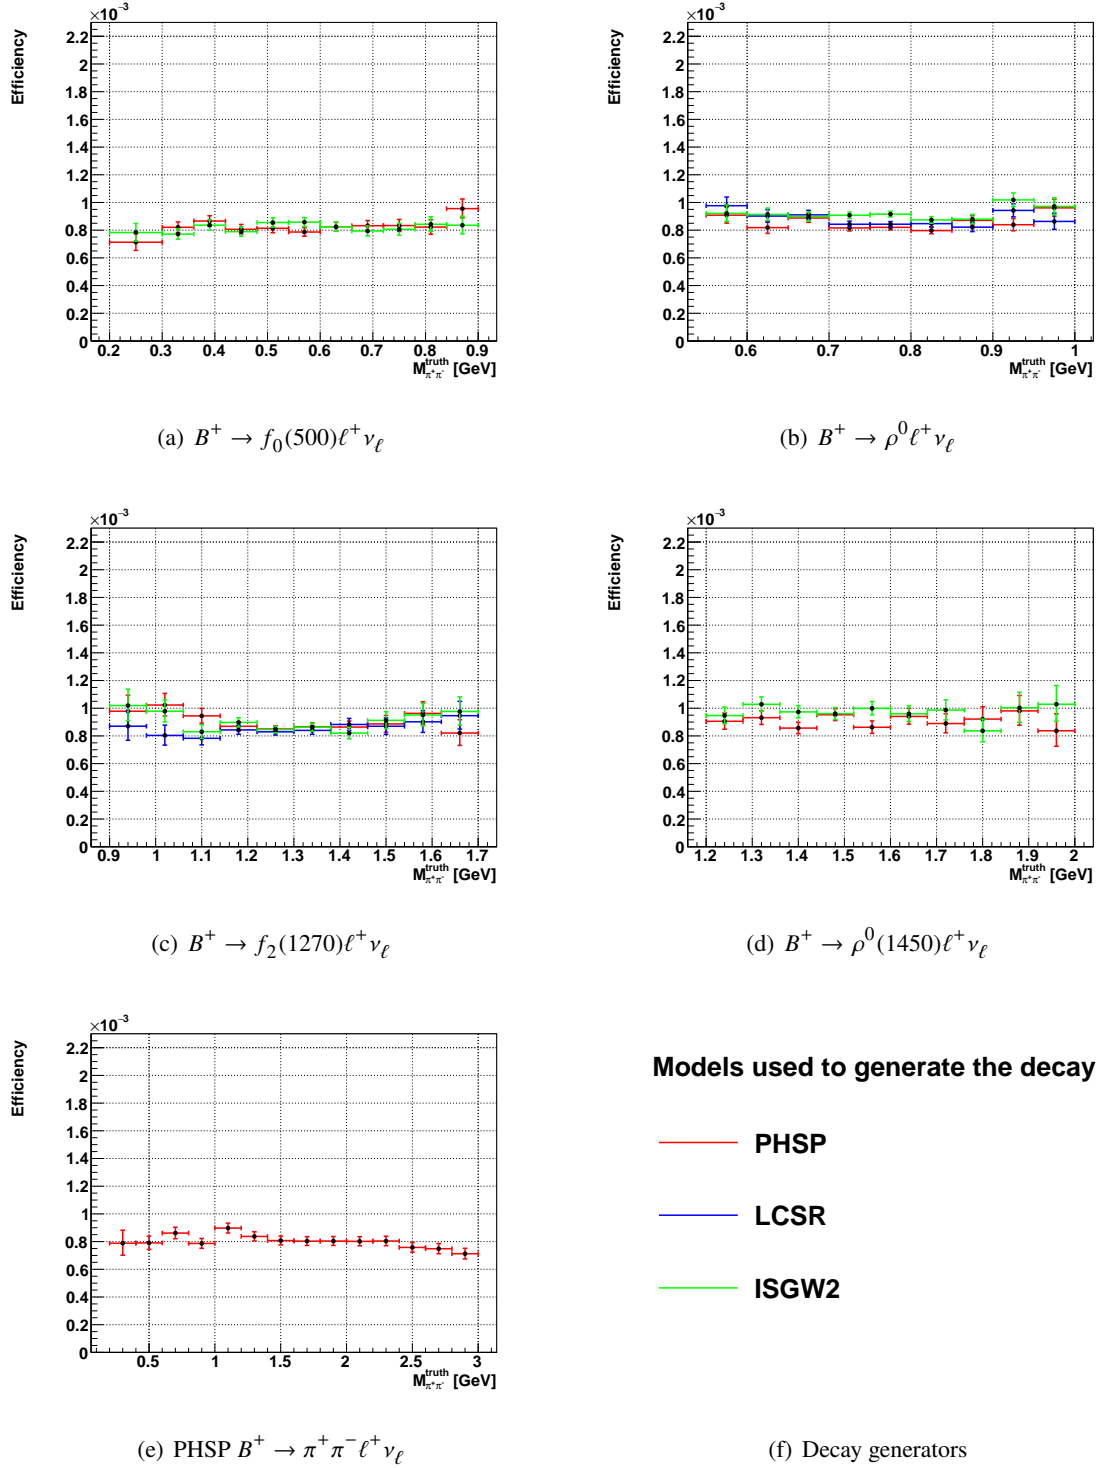 ×10⁻³
Efficiency
2.2
2
1.8
1.6
1.4
1.2
1
0.8
0.6
0.4
0.2
0
0.2 0.3 0.4 0.5 0.6 0.7 0.8 0.9
M^{truth}_{π⁺π⁻} [GeV]
(a) B⁺ → f₀(500)ℓ⁺ν_ℓ
×10⁻³
Efficiency
2.2
2
1.8
1.6
1.4
1.2
1
0.8
0.6
0.4
0.2
0
0.6 0.7 0.8 0.9 1
M^{truth}_{π⁺π⁻} [GeV]
(b) B⁺ → ρ⁰ℓ⁺ν_ℓ
×10⁻³
Efficiency
2.2
2
1.8
1.6
1.4
1.2
1
0.8
0.6
0.4
0.2
0
0.9 1 1.1 1.2 1.3 1.4 1.5 1.6 1.7
M^{truth}_{π⁺π⁻} [GeV]
(c) B⁺ → f₂(1270)ℓ⁺ν_ℓ
×10⁻³
Efficiency
2.2
2
1.8
1.6
1.4
1.2
1
0.8
0.6
0.4
0.2
0
1.2 1.3 1.4 1.5 1.6 1.7 1.8 1.9 2
M^{truth}_{π⁺π⁻} [GeV]
(d) B⁺ → ρ⁰(1450)ℓ⁺ν_ℓ
×10⁻³
Efficiency
2.2
2
1.8
1.6
1.4
1.2
1
0.8
0.6
0.4
0.2
0
0.5 1 1.5 2 2.5 3
M^{truth}_{π⁺π⁻} [GeV]
(e) PHSP B⁺ → π⁺π⁻ℓ⁺ν_ℓ
Models used to generate the decay
PHSP
LCSR
ISGW2
(f) Decay generators